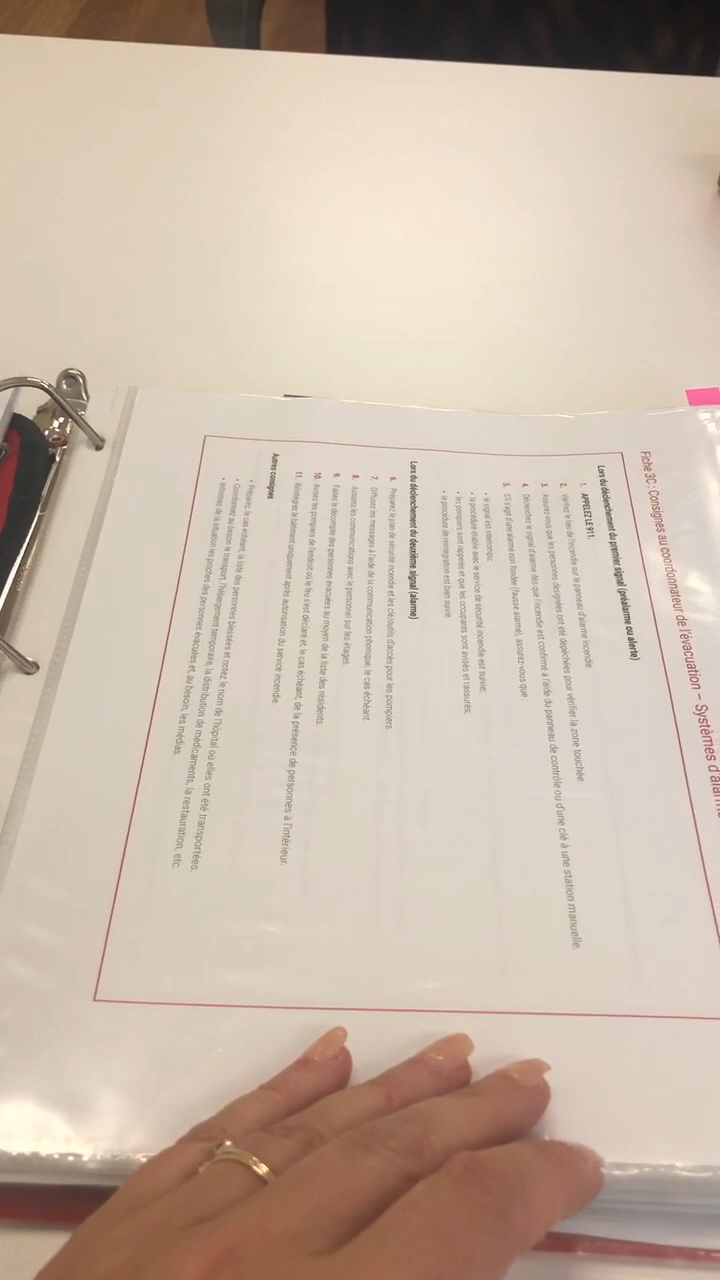 Fiche 3C : Consignes au coordonnateur de l'évacuation – Systèmes d'alarme
Lors du déclenchement du premier signal (préalarme ou alerte)
1. APPELEZ LE 911.
2. Vérifiez le lieu de l'incendie sur le panneau d'alarme incendie.
3. Assurez-vous que les personnes désignées ont été dépêchées pour vérifier la zone touchée.
4. Déclenchez le signal d'alarme dès que l'incendie est confirmé à l'aide du panneau de contrôle ou d'une clé à une station manuelle.
5. S'il s'agit d'une alarme non fondée (fausse alarme), assurez-vous que :
• le signal est interrompu;
• la procédure établie avec le service de sécurité incendie est suivie;
• les pompiers sont rappelés et que les occupants sont avisés et rassurés;
• la procédure de réintégration est bien suivie.
Lors du déclenchement du deuxième signal (alarme)
6. Préparez le plan de sécurité incendie et les clés/outils d'accès pour les pompiers.
7. Diffusez les messages à l'aide de la communication phonique, le cas échéant.
8. Assurez les communications avec le personnel sur les étages.
9. Faites le décompte des personnes évacuées au moyen de la liste des résidents.
10. Avisez les pompiers de l'endroit où le feu s'est déclaré et, le cas échéant, de la présence de personnes à l'intérieur.
11. Réintégrez le bâtiment uniquement après autorisation du service incendie.
Autres consignes
• Préparez, le cas échéant, la liste des personnes blessées et notez le nom de l'hôpital où elles ont été transportées.
• Coordonnez au besoin le transport, l'hébergement temporaire, la distribution de médicaments, la restauration, etc.
• Informez de la situation les proches des personnes évacuées et, au besoin, les médias.